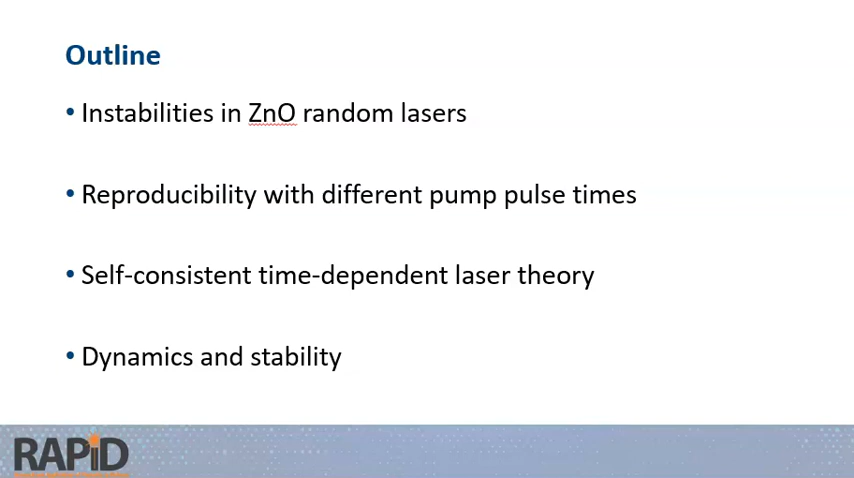 Outline
• Instabilities in ZnO random lasers
• Reproducibility with different pump pulse times
• Self-consistent time-dependent laser theory
• Dynamics and stability
RAPiD